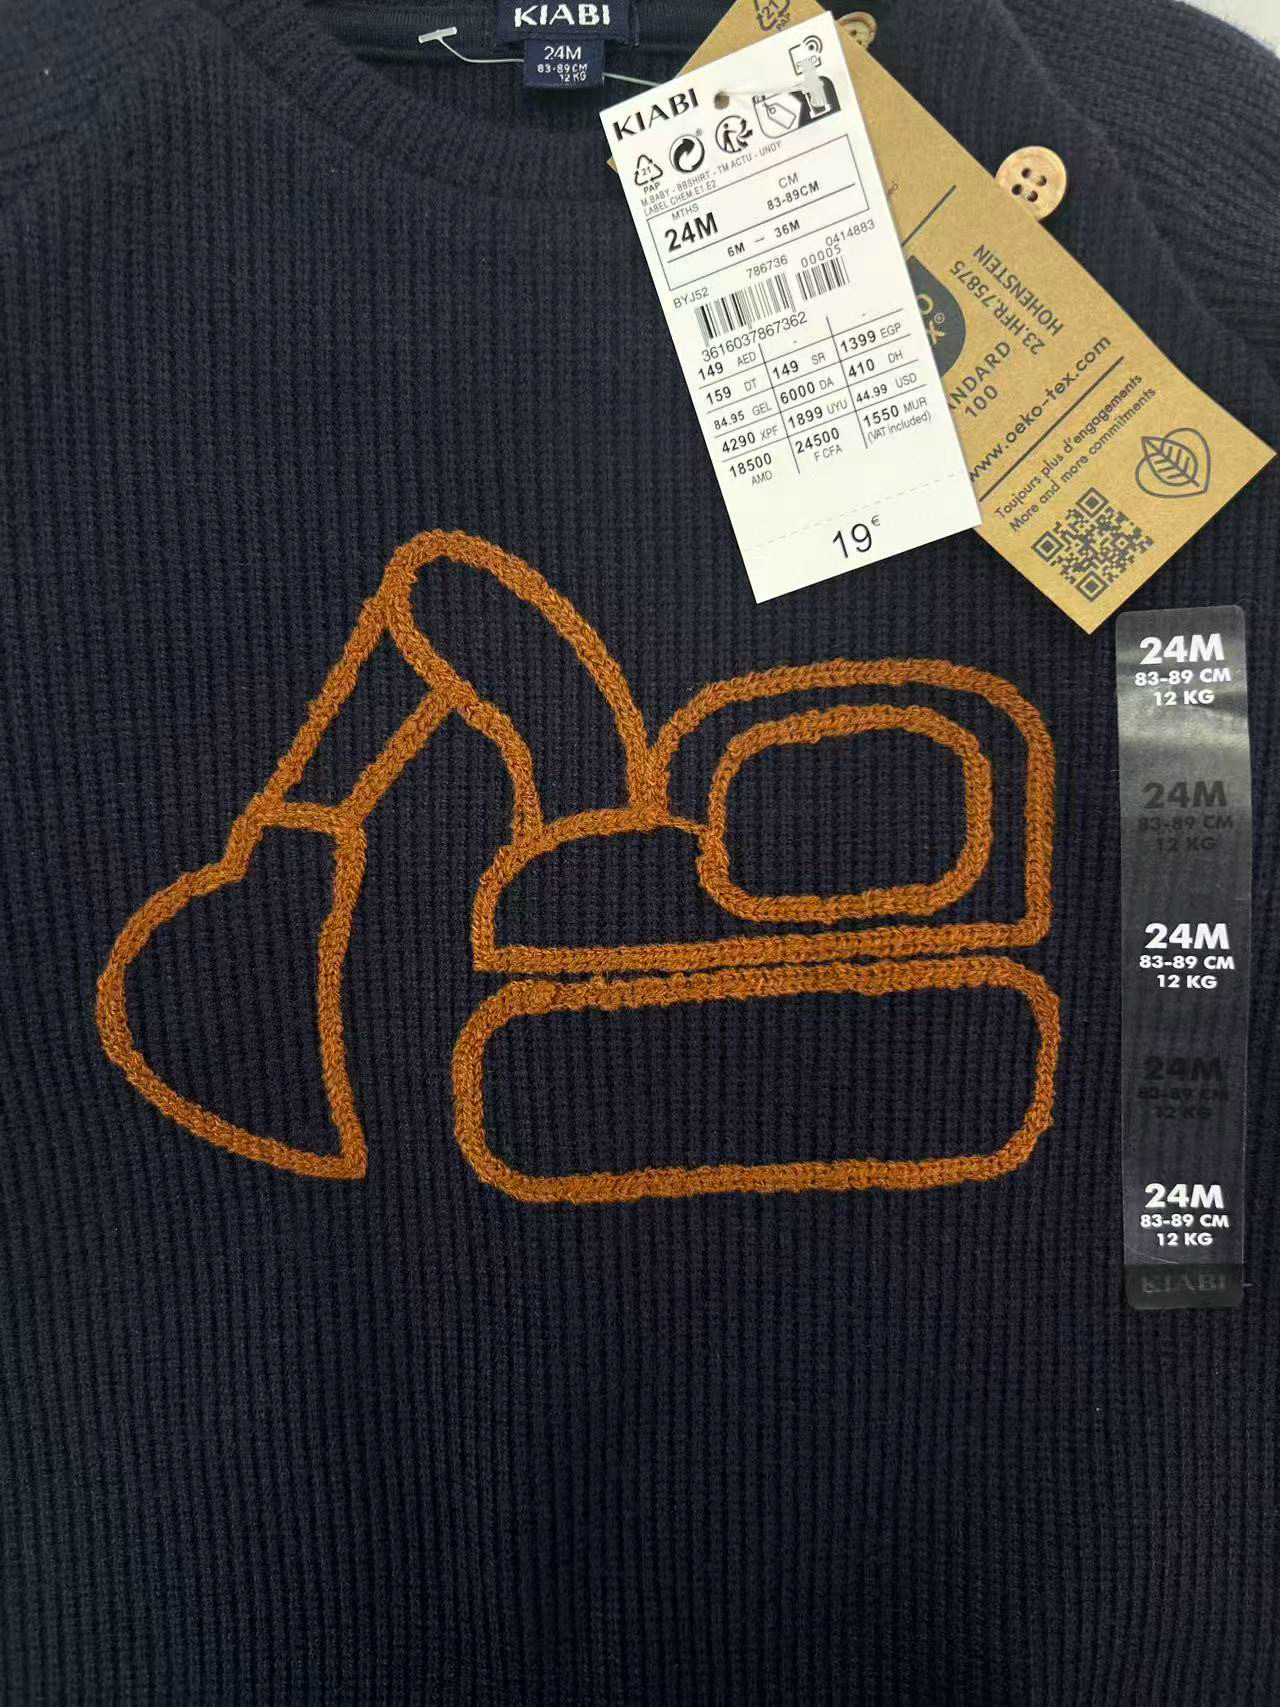 KIABI
24M
83-89 CM
12 KG
KIABI
21
PAP
M.BABY - BBSHIRT - TM ACTU - UNDY
LABEL CHEM E1.E2
MTHS
CM
24M
83-89CM
6M — 36M
BYJ52
786736
00005
0414883
3616037867362
149 AED
-
-
159 DT
149 SR
1399 EGP
84.95 GEL
6000 DA
410 DH
4290 XPF
1899 UYU
44.99 USD
18500
AMD
24500
F.CFA
1550 MUR
(VAT included)
19€
21
PAP
100
23.HFR.75875
HOHENSTEIN
www.oeko-tex.com
Toujours plus d'engagements
More and more commitments
24M
83-89 CM
12 KG
24M
83-89 CM
12 KG
24M
83-89 CM
12 KG
24M
83-89 CM
12 KG
24M
83-89 CM
12 KG
KIABI